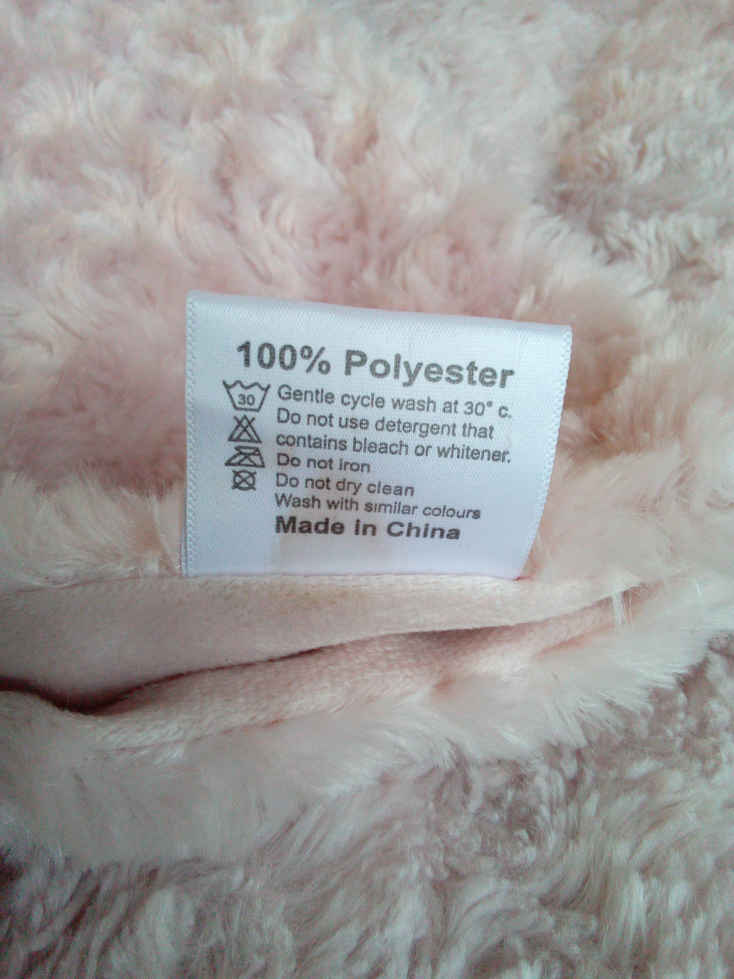 100% Polyester
30
Gentle cycle wash at 30° c.
Do not use detergent that
contains bleach or whitener.
Do not iron
Do not dry clean
Wash with similar colours
Made in China